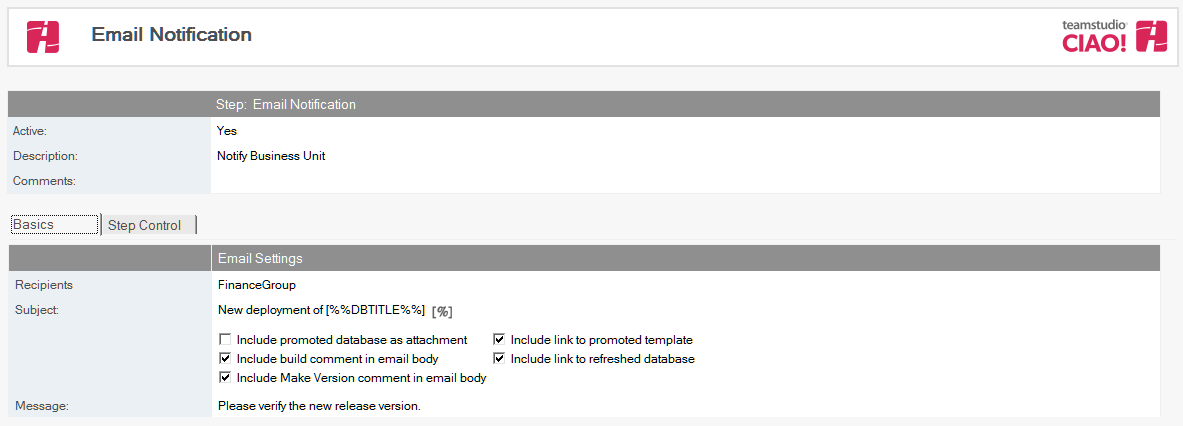 Email Notification
teamstudio
CIAO!
Step: Email Notification
Active: Yes
Description: Notify Business Unit
Comments:
Basics Step Control
Email Settings
Recipients FinanceGroup
Subject: New deployment of [%%DBTITLE%%] [%]
Include promoted database as attachment Include link to promoted template
Include build comment in email body Include link to refreshed database
Include Make Version comment in email body
Message: Please verify the new release version.